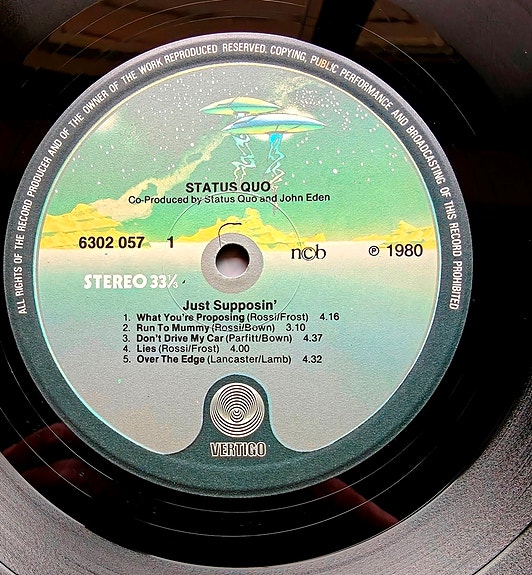 ALL RIGHTS OF THE RECORD PRODUCER AND OF THE OWNER OF THE WORK REPRODUCED RESERVED. COPYING, PUBLIC PERFORMANCE AND BROADCASTING OF THIS RECORD PROHIBITED
STATUS QUO
Co-Produced by Status Quo and John Eden
6302 057 1 n©b ℗ 1980
STEREO 33⅓
Just Supposin'
1. What You're Proposing (Rossi/Frost) 4.16
2. Run To Mummy (Rossi/Bown) 3.10
3. Don't Drive My Car (Parfitt/Bown) 4.37
4. Lies (Rossi/Frost) 4.00
5. Over The Edge (Lancaster/Lamb) 4.32
VERTIGO